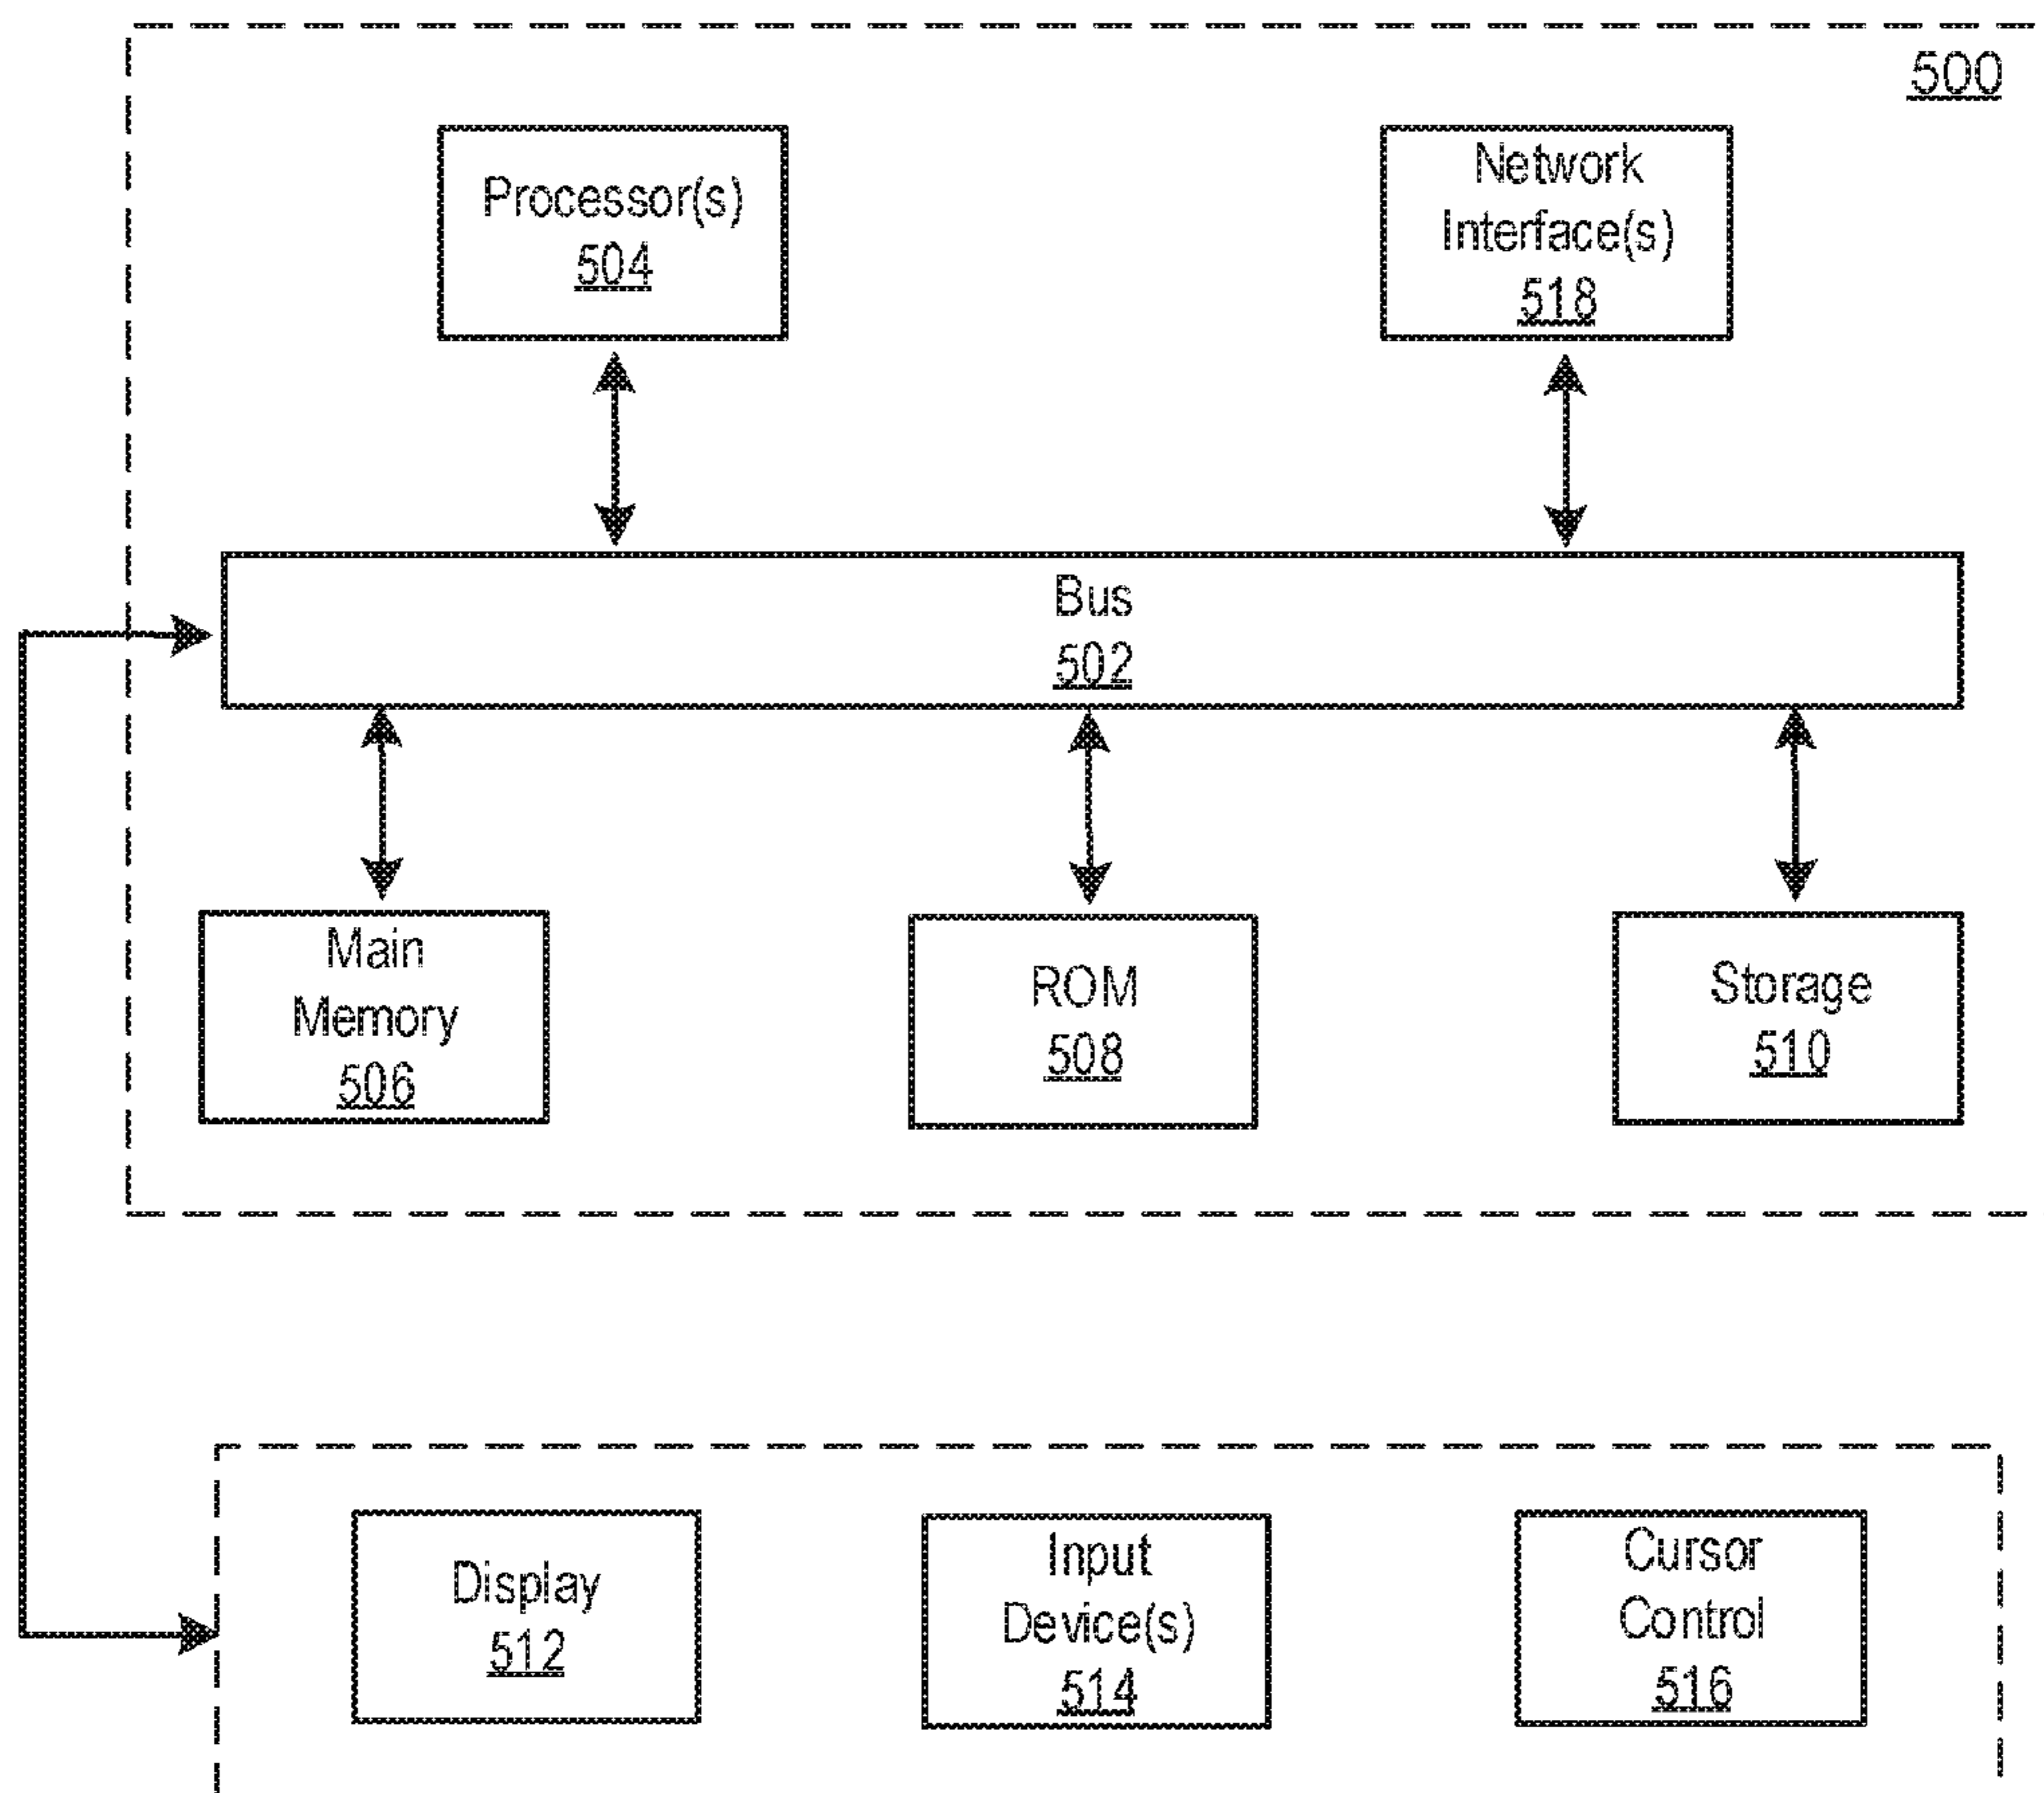 500
Processor(s)
504
Network
Interface(s)
518
Bus
502
Main
Memory
506
ROM
508
Storage
510
Display
512
Input
Device(s)
514
Cursor
Control
516